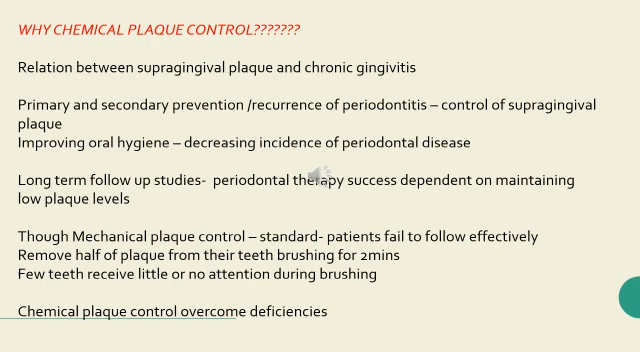 WHY CHEMICAL PLAQUE CONTROL???????
Relation between supragingival plaque and chronic gingivitis
Primary and secondary prevention /recurrence of periodontitis – control of supragingival
plaque
Improving oral hygiene – decreasing incidence of periodontal disease
Long term follow up studies-  periodontal therapy success dependent on maintaining
low plaque levels
Though Mechanical plaque control – standard- patients fail to follow effectively
Remove half of plaque from their teeth brushing for 2mins
Few teeth receive little or no attention during brushing
Chemical plaque control overcome deficiencies